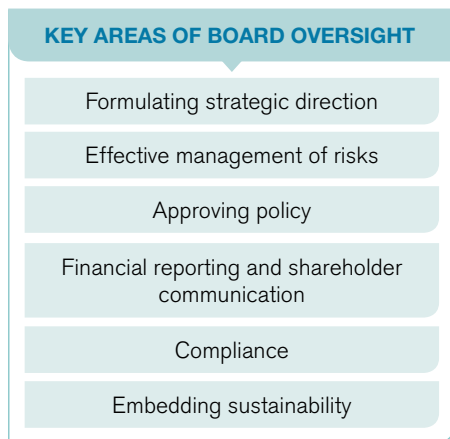 KEY AREAS OF BOARD OVERSIGHT
Formulating strategic direction
Effective management of risks
Approving policy
Financial reporting and shareholder
communication
Compliance
Embedding sustainability